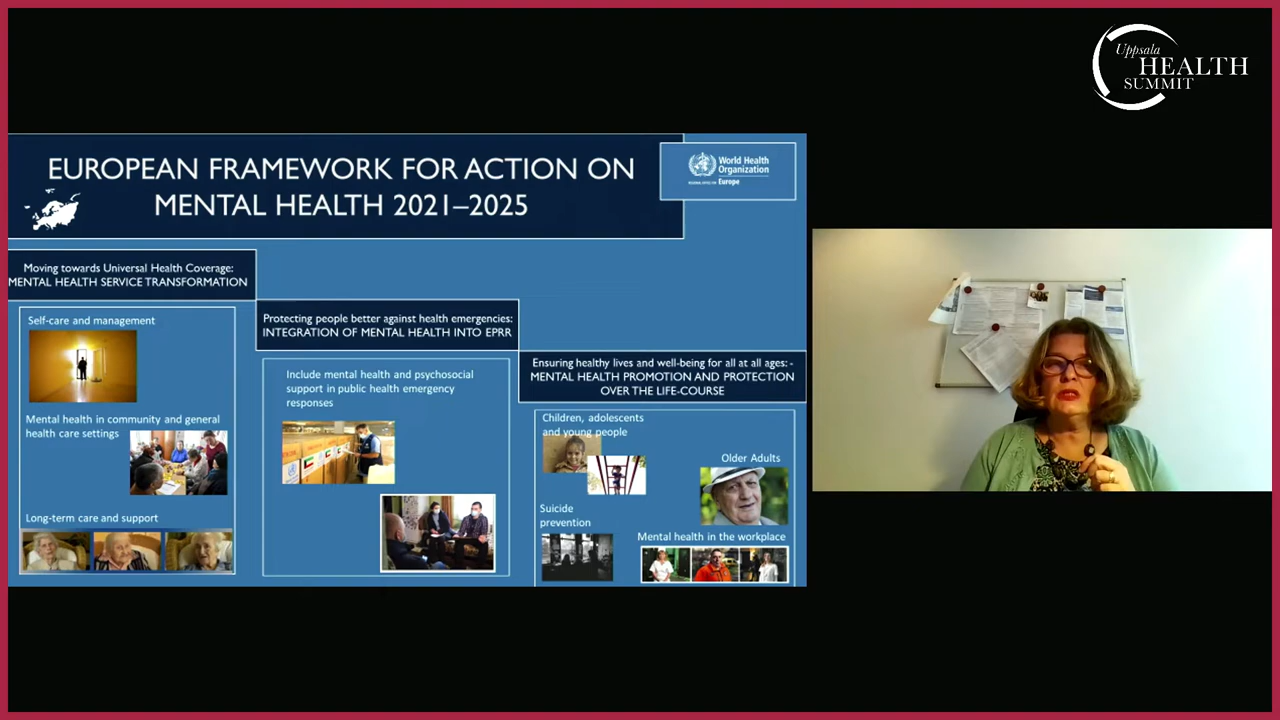 Uppsala
HEALTH
SUMMIT
EUROPEAN FRAMEWORK FOR ACTION ON
MENTAL HEALTH 2021–2025
World Health
Organization
REGIONAL OFFICE FOR Europe
Moving towards Universal Health Coverage:
MENTAL HEALTH SERVICE TRANSFORMATION
Self-care and management
Mental health in community and general
health care settings
Long-term care and support
Protecting people better against health emergencies:
INTEGRATION OF MENTAL HEALTH INTO EPRR
Include mental health and psychosocial
support in public health emergency
responses
Ensuring healthy lives and well-being for all at all ages: -
MENTAL HEALTH PROMOTION AND PROTECTION
OVER THE LIFE-COURSE
Children, adolescents
and young people
Older Adults
Suicide
prevention
Mental health in the workplace